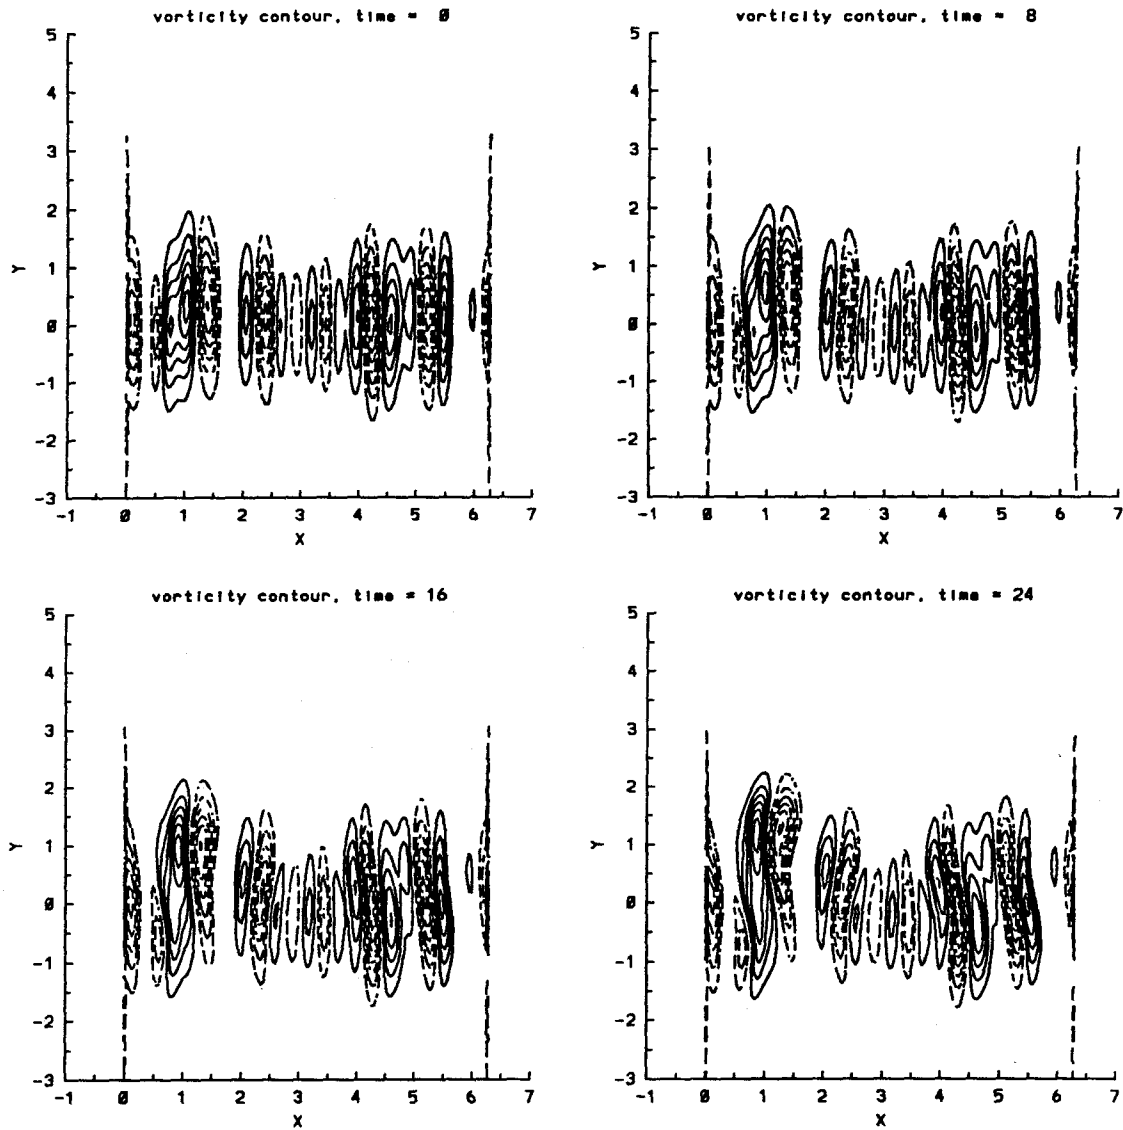 vorticity contour, time = 0
vorticity contour, time = 8
5
4
3
2
1
0
-1
-2
-3
Y
-1 0 1 2 3 4 5 6 7
X
5
4
3
2
1
0
-1
-2
-3
Y
-1 0 1 2 3 4 5 6 7
X
vorticity contour, time = 16
vorticity contour, time = 24
5
4
3
2
1
0
-1
-2
-3
Y
-1 0 1 2 3 4 5 6 7
X
5
4
3
2
1
0
-1
-2
-3
Y
-1 0 1 2 3 4 5 6 7
X